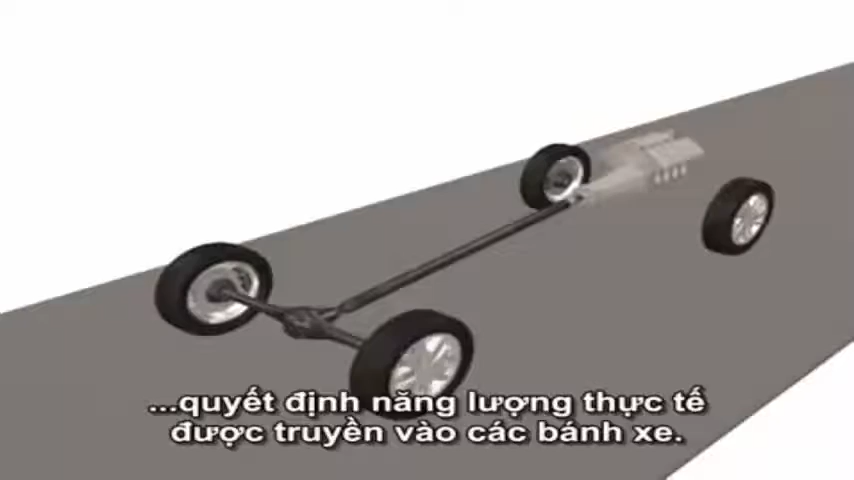 ...quyết định năng lượng thực tế
được truyền vào các bánh xe.